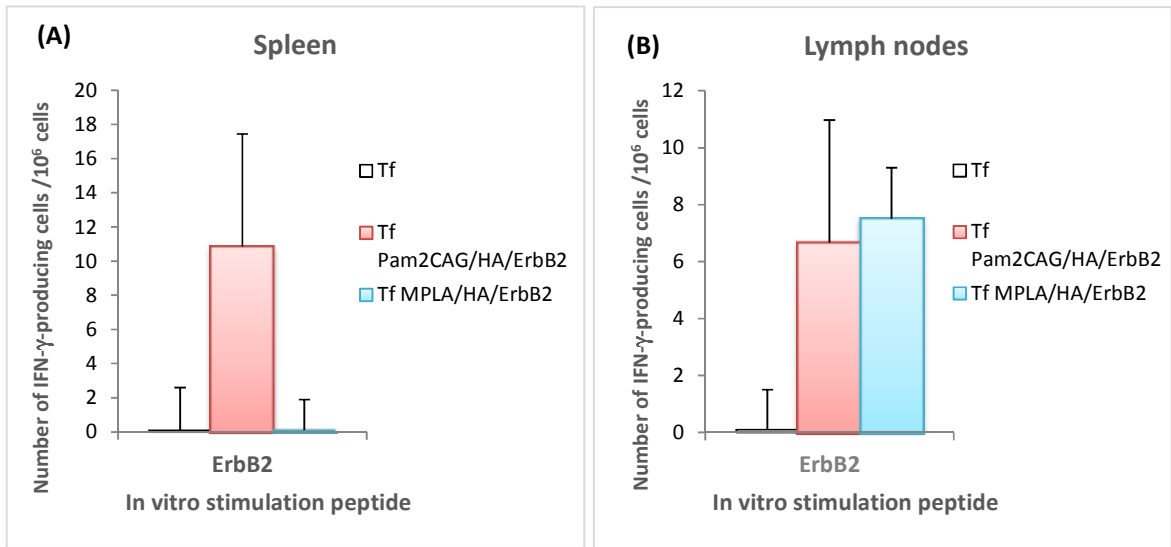 (A)
Spleen
Number of IFN-γ-producing cells /10⁶ cells
20
18
16
14
12
10
8
6
4
2
0
Tf
Tf
Pam2CAG/HA/ErbB2
Tf MPLA/HA/ErbB2
ErbB2
In vitro stimulation peptide
(B)
Lymph nodes
Number of IFN-γ-producing cells /10⁶ cells
12
10
8
6
4
2
0
Tf
Tf
Pam2CAG/HA/ErbB2
Tf MPLA/HA/ErbB2
ErbB2
In vitro stimulation peptide